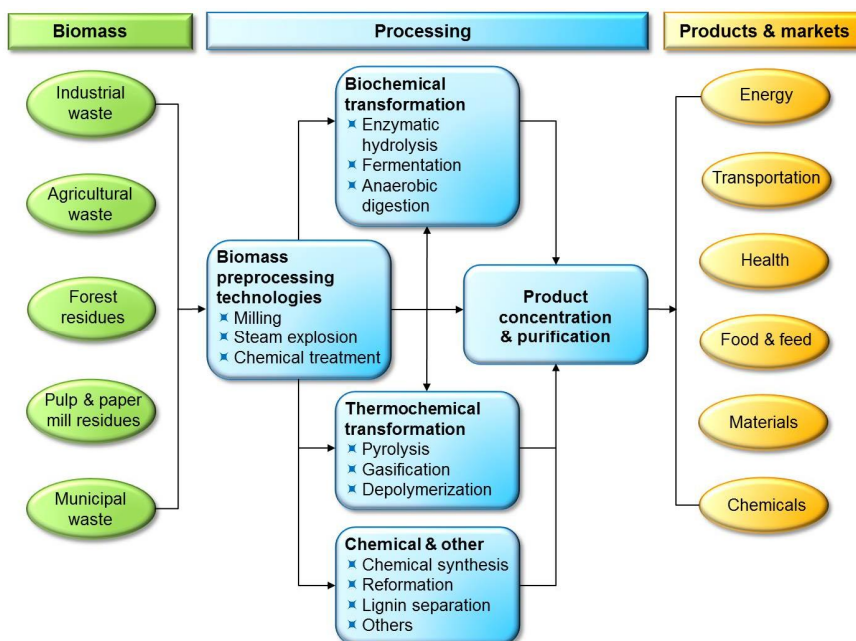 Biomass
Processing
Products & markets
Industrial
waste
Agricultural
waste
Forest
residues
Pulp & paper
mill residues
Municipal
waste
Biomass
preprocessing
technologies
Milling
Steam explosion
Chemical treatment
Biochemical
transformation
Enzymatic
hydrolysis
Fermentation
Anaerobic
digestion
Thermochemical
transformation
Pyrolysis
Gasification
Depolymerization
Chemical & other
Chemical synthesis
Reformation
Lignin separation
Others
Product
concentration
& purification
Energy
Transportation
Health
Food & feed
Materials
Chemicals